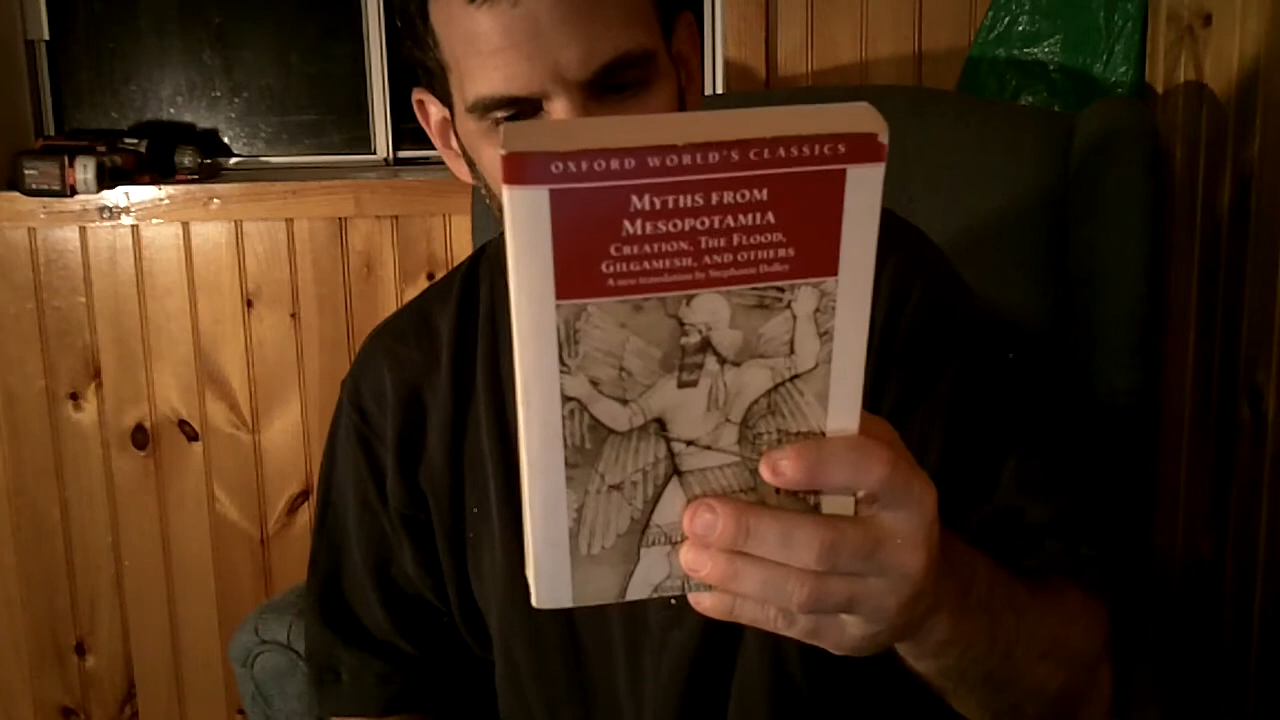 OXFORD WORLD'S CLASSICS
MYTHS FROM
MESOPOTAMIA
CREATION, THE FLOOD,
GILGAMESH, AND OTHERS
A new translation by Stephanie Dalley